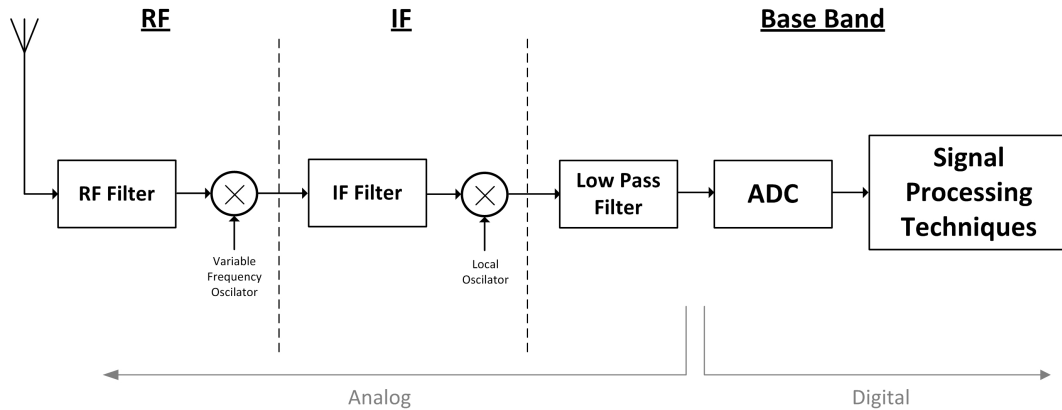 RF
IF
Base Band
RF Filter
IF Filter
Low Pass
Filter
ADC
Signal
Processing
Techniques
Variable
Frequency
Oscilator
Local
Oscilator
Analog
Digital